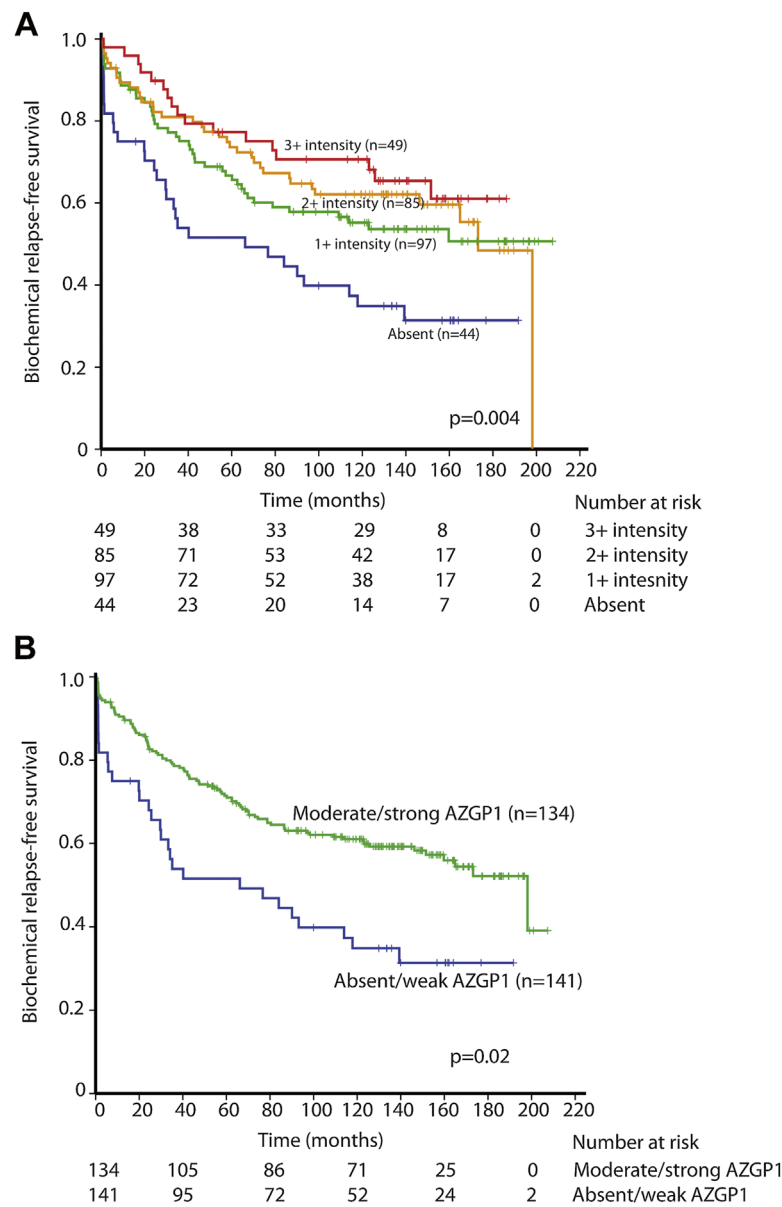 A
Biochemical relapse-free survival
1.0
0.8
0.6
0.4
0.2
0
3+ intensity (n=49)
2+ intensity (n=85)
1+ intensity (n=97)
Absent (n=44)
p=0.004
0 20 40 60 80 100 120 140 160 180 200 220
Time (months)
Number at risk
49 38 33 29 8 0 3+ intensity
85 71 53 42 17 0 2+ intensity
97 72 52 38 17 2 1+ intesnity
44 23 20 14 7 0 Absent
B
Biochemical relapse-free survival
1.0
0.8
0.6
0.4
0.2
0
Moderate/strong AZGP1 (n=134)
Absent/weak AZGP1 (n=141)
p=0.02
0 20 40 60 80 100 120 140 160 180 200 220
Time (months)
Number at risk
134 105 86 71 25 0 Moderate/strong AZGP1
141 95 72 52 24 2 Absent/weak AZGP1